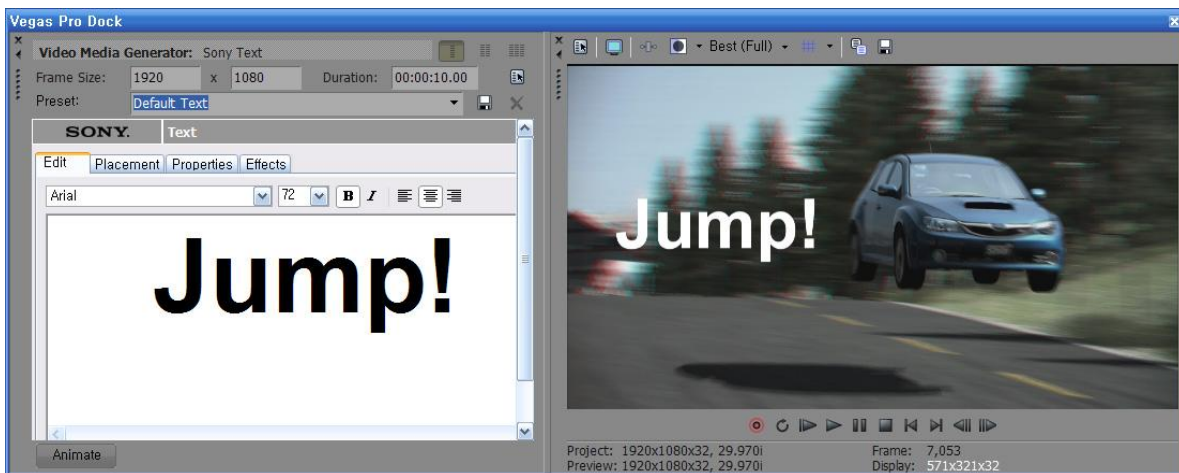 Vegas Pro Dock
Video Media Generator: Sony Text
Frame Size: 1920 x 1080 Duration: 00:00:10.00
Preset: Default Text
SONY. Text
Edit Placement Properties Effects
Arial 72 B I
Jump!
Animate
Best (Full)
Jump!
Project: 1920x1080x32, 29.970i Frame: 7,053
Preview: 1920x1080x32, 29.970i Display: 571x321x32